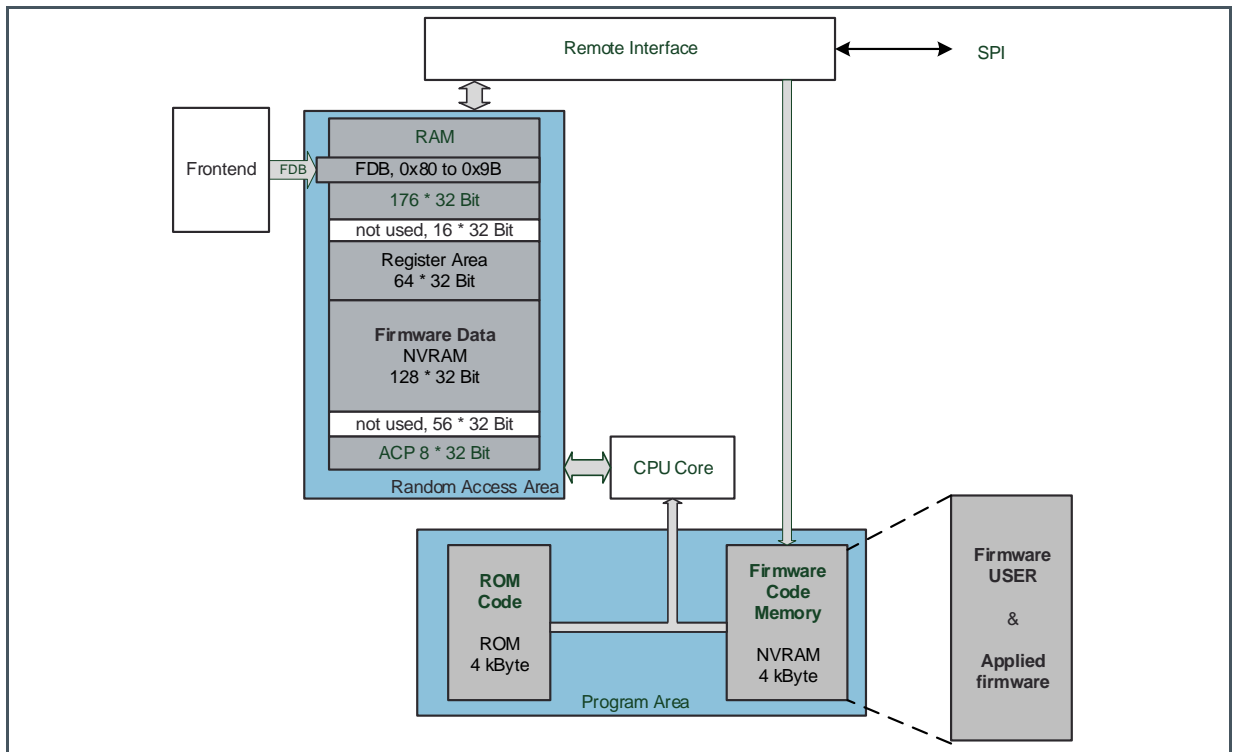 Remote Interface
SPI
Frontend
FDB
RAM
FDB, 0x80 to 0x9B
176 * 32 Bit
not used, 16 * 32 Bit
Register Area
64 * 32 Bit
Firmware Data
NVRAM
128 * 32 Bit
not used, 56 * 32 Bit
ACP 8 * 32 Bit
Random Access Area
CPU Core
ROM
Code
ROM
4 kByte
Firmware
Code
Memory
NVRAM
4 kByte
Program Area
Firmware
USER
&
Applied
firmware